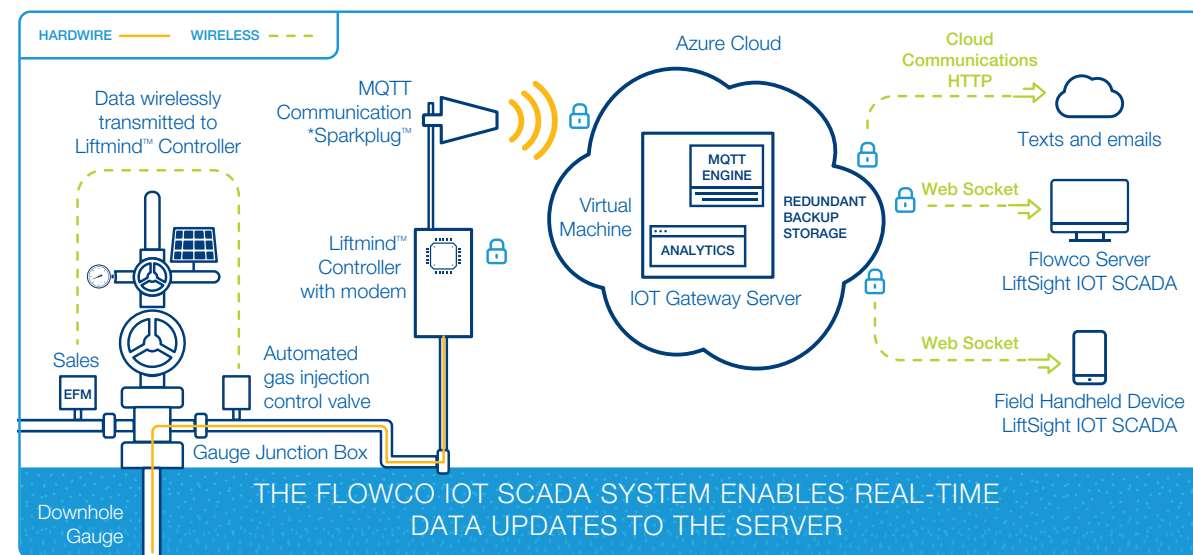 HARDWIRE
WIRELESS
Data wirelessly
transmitted to
Liftmind™ Controller
MQTT
Communication
*Sparkplug™
Azure Cloud
Cloud
Communications
HTTP
Texts and emails
MQTT
ENGINE
Virtual
Machine
REDUNDANT
BACKUP
STORAGE
ANALYTICS
IOT Gateway Server
Web Socket
Flowco Server
LiftSight IOT SCADA
Liftmind™
Controller
with modem
Sales
EFM
Automated
gas injection
control valve
Web Socket
Field Handheld Device
LiftSight IOT SCADA
Gauge Junction Box
THE FLOWCO IOT SCADA SYSTEM ENABLES REAL-TIME
DATA UPDATES TO THE SERVER
Downhole
Gauge